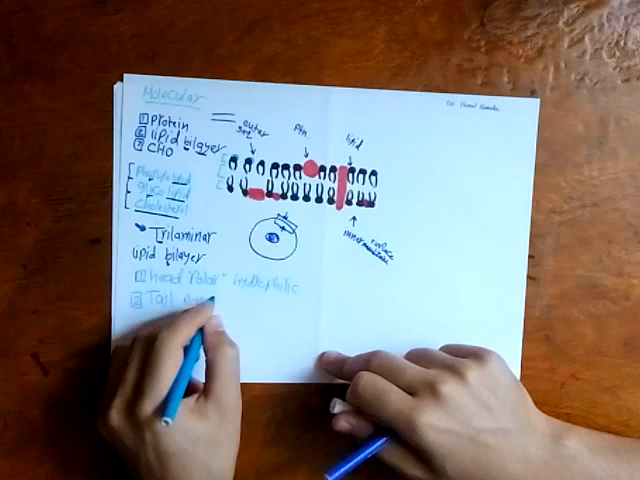 Molecular
1 Protein
2 lipid bilayer
3 CHO
Phospholipid
glycolipid
Cholesterol
Trilaminar
lipid bilayer
1 head "Polar" hydrophilic
2 Tail
outer
Ptn
lipid
surface